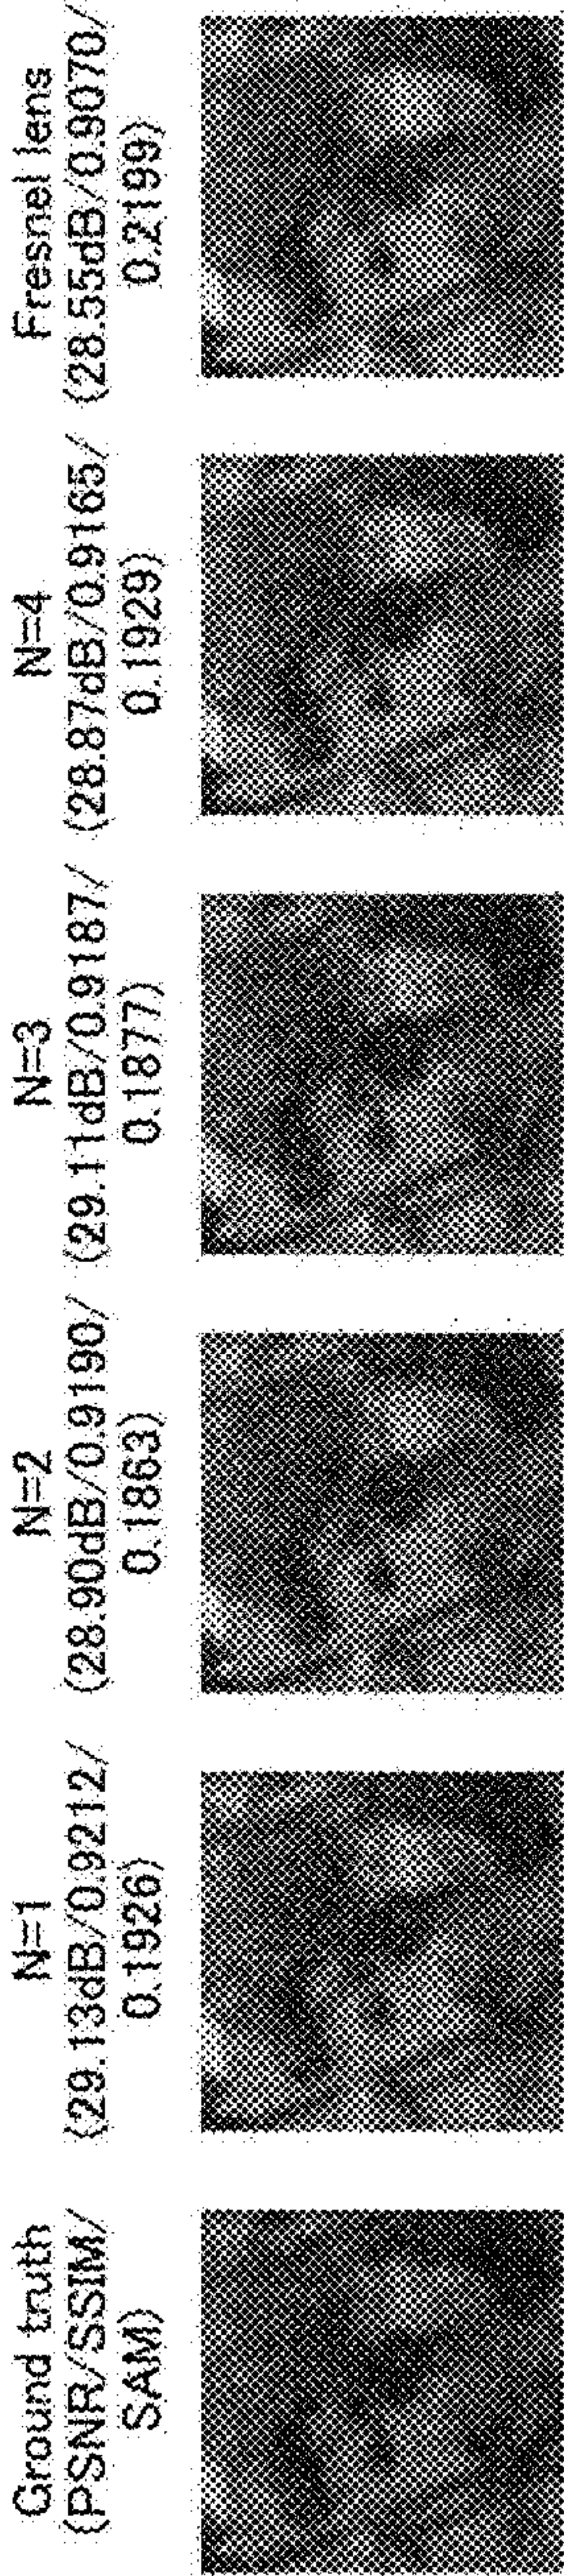 Ground truth
(PSNR/SSIM/
SAM)
N=1
(29.13dB/0.9212/
0.1926)
N=2
(28.90dB/0.9190/
0.1863)
N=3
(29.11dB/0.9187/
0.1877)
N=4
(28.87dB/0.9165/
0.1929)
Fresnel lens
(28.55dB/0.9070/
0.2199)